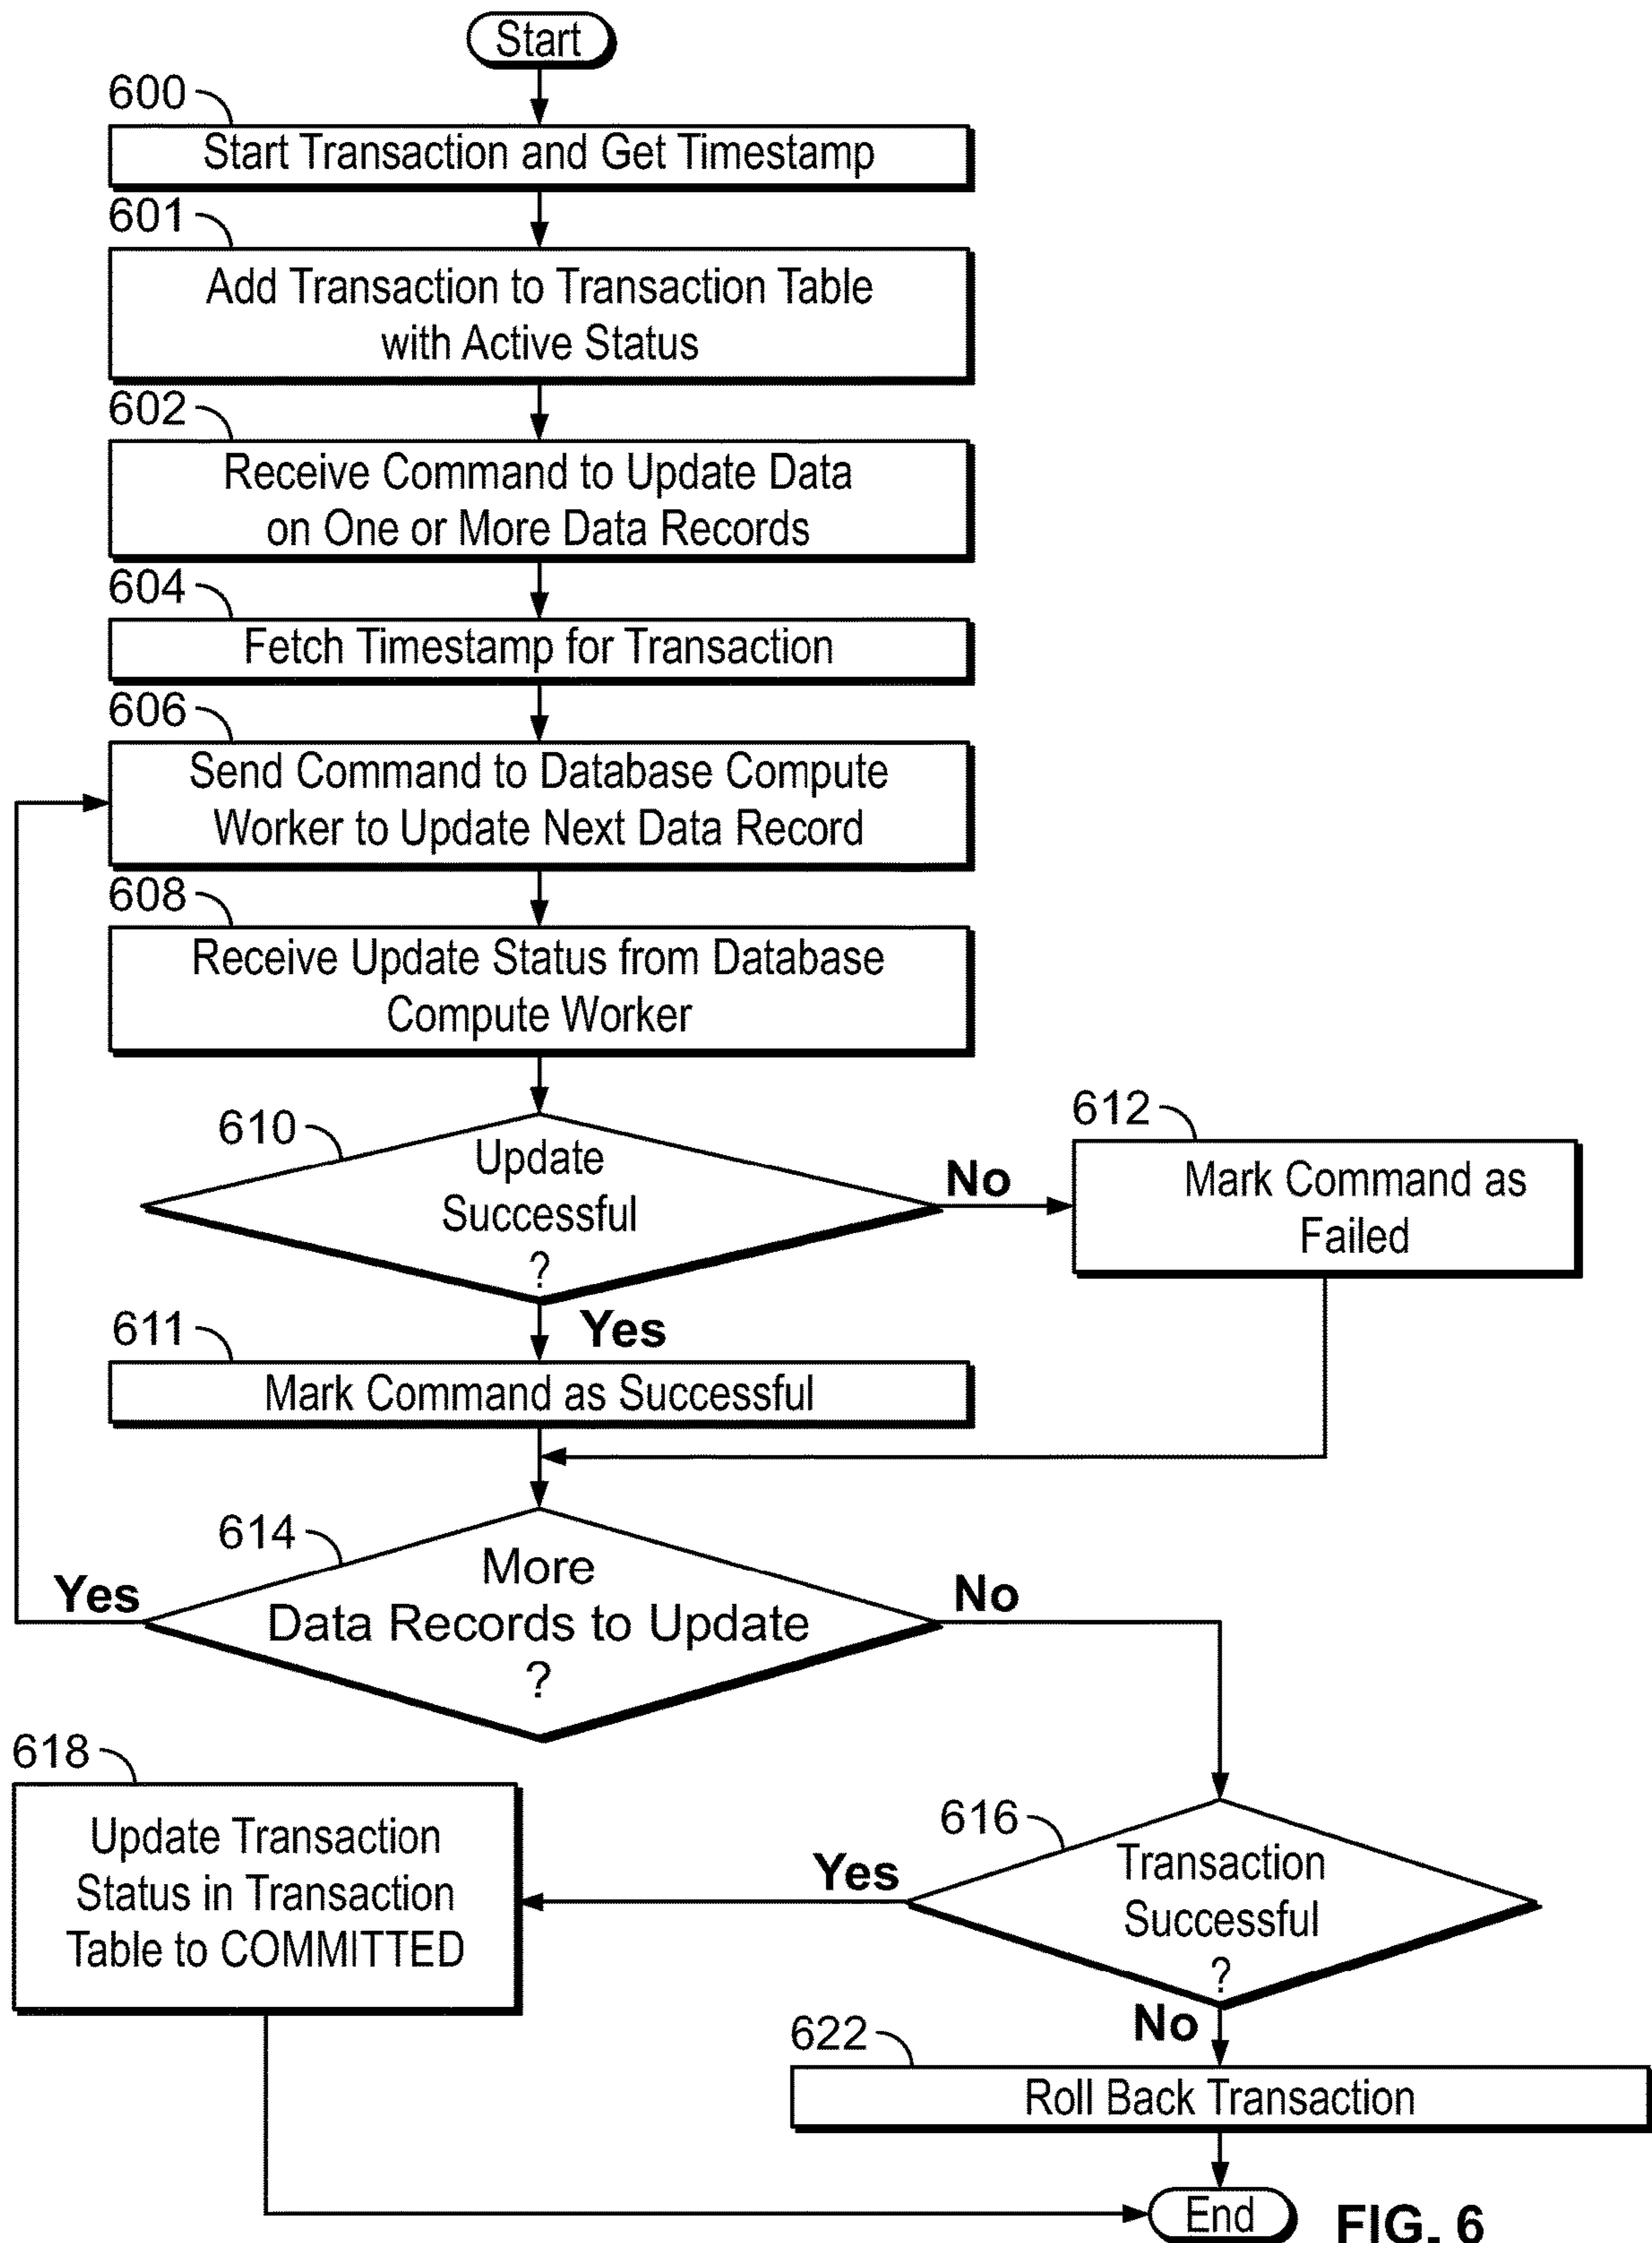 Start
600
Start Transaction and Get Timestamp
601
Add Transaction to Transaction Table
with Active Status
602
Receive Command to Update Data
on One or More Data Records
604
Fetch Timestamp for Transaction
606
Send Command to Database Compute
Worker to Update Next Data Record
608
Receive Update Status from Database
Compute Worker
610
Update
Successful
?
No
612
Mark Command as
Failed
Yes
611
Mark Command as Successful
614
More
Data Records to Update
?
Yes
No
616
Transaction
Successful
?
Yes
618
Update Transaction
Status in Transaction
Table to COMMITTED
No
622
Roll Back Transaction
End
FIG. 6